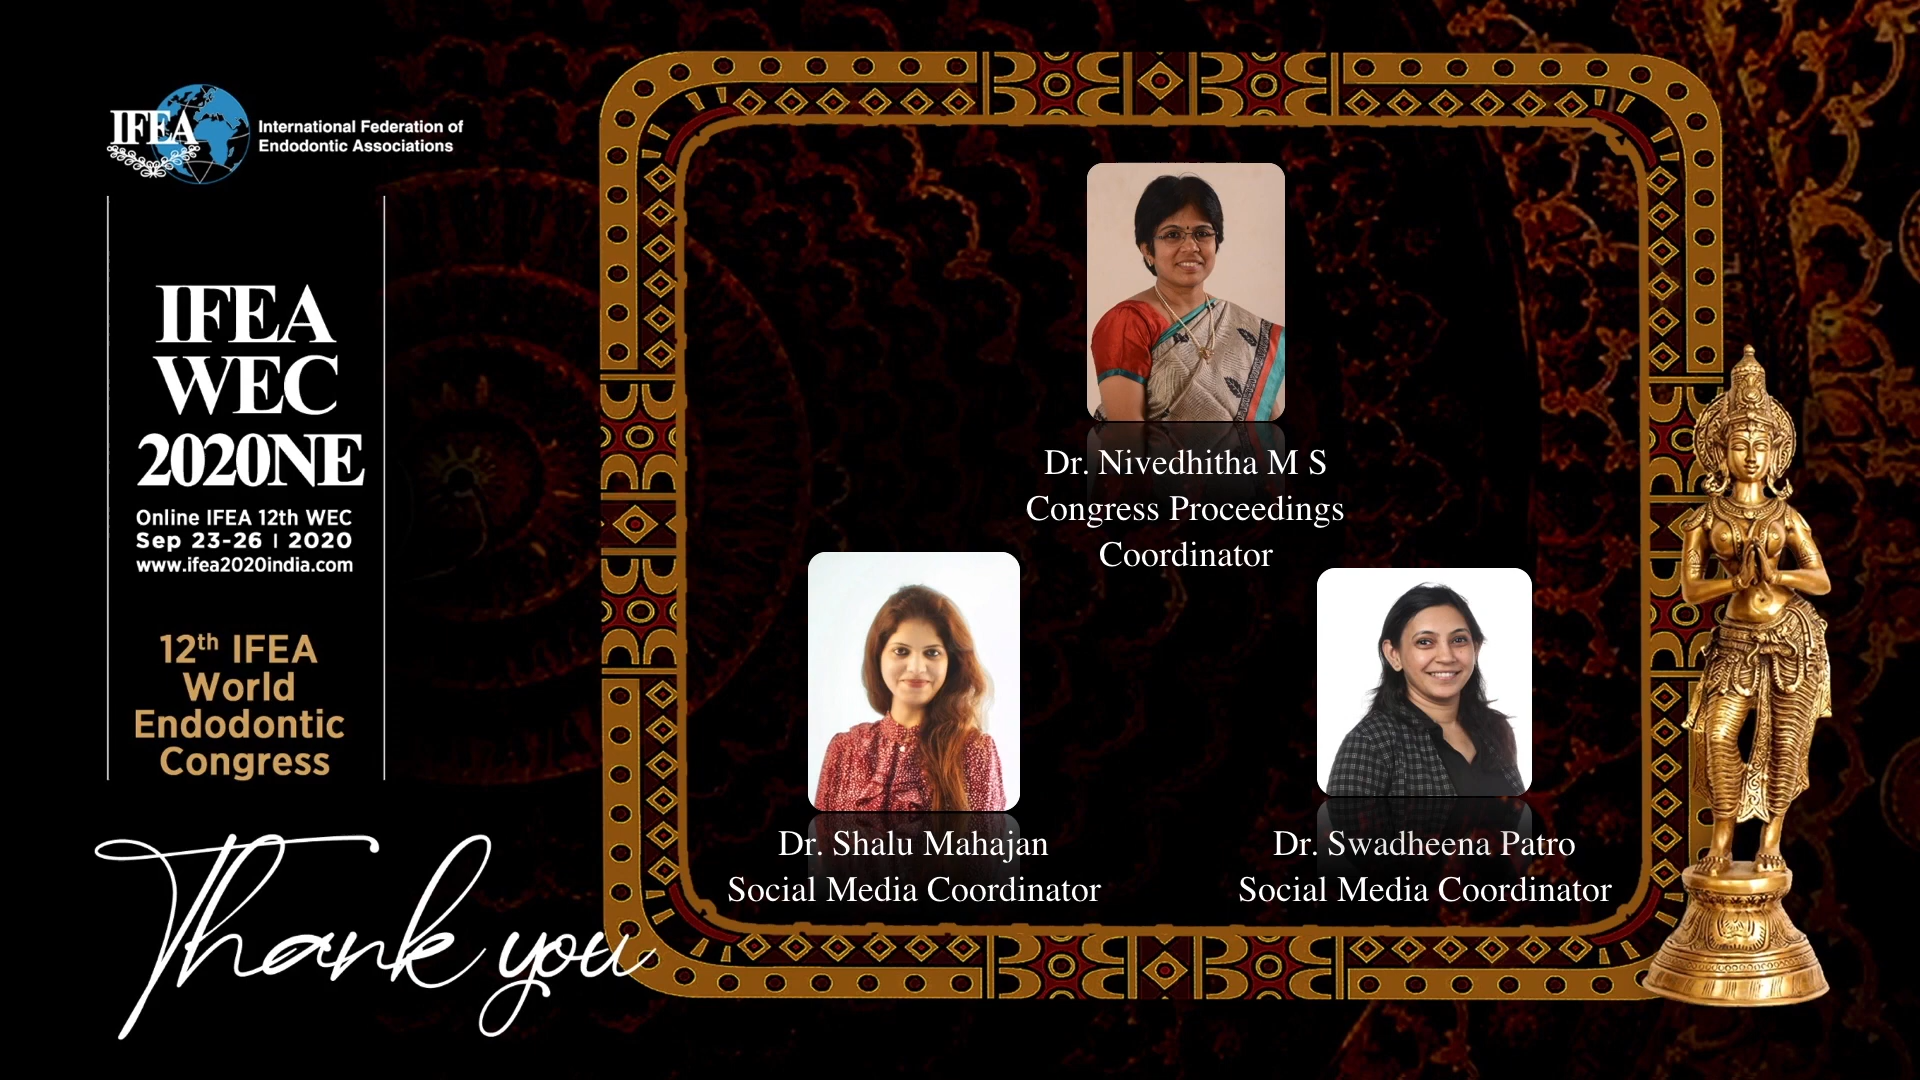 IFEA
International Federation of
Endodontic Associations
IFEA
WEC
2020NE
Online IFEA 12th WEC
Sep 23-26 | 2020
www.ifea2020india.com
12th IFEA
World
Endodontic
Congress
Thank you
Dr. Nivedhitha M S
Congress Proceedings
Coordinator
Dr. Shalu Mahajan
Social Media Coordinator
Dr. Swadheena Patro
Social Media Coordinator